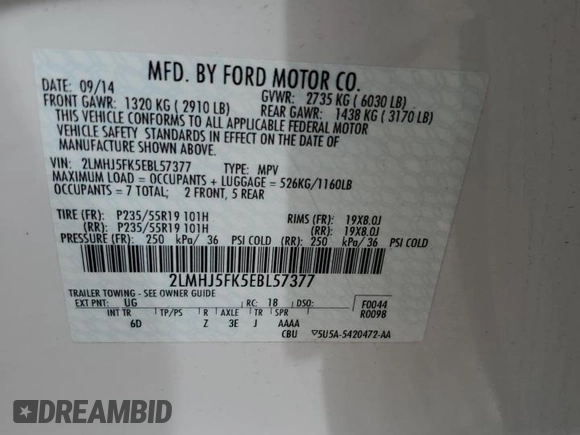 MFD. BY FORD MOTOR CO.
DATE: 09/14 GVWR: 2735 KG ( 6030 LB)
FRONT GAWR: 1320 KG ( 2910 LB) REAR GAWR: 1438 KG ( 3170 LB)
THIS VEHICLE CONFORMS TO ALL APPLICABLE FEDERAL MOTOR
VEHICLE SAFETY STANDARDS IN EFFECT ON THE DATE OF
MANUFACTURE SHOWN ABOVE.
VIN: 2LMHJ5FK5EBL57377 TYPE: MPV
MAXIMUM LOAD = OCCUPANTS + LUGGAGE = 526KG/1160LB
OCCUPANTS = 7 TOTAL; 2 FRONT, 5 REAR
TIRE (FR): P235/55R19 101H RIMS (FR): 19X8.0J
(RR): P235/55R19 101H (RR): 19X8.0J
PRESSURE (FR): 250 kPa/ 36 PSI COLD (RR): 250 kPa/ 36 PSI COLD
2LMHJ5FK5EBL57377
TRAILER TOWING - SEE OWNER GUIDE
EXT PNT: UG RC: 18 DSO: F0044
R0098
INT TR TP/PS R AXLE TR SPR
6D Z 3E J AAAA
CBU 5U5A-5420472-AA
DREAMBID